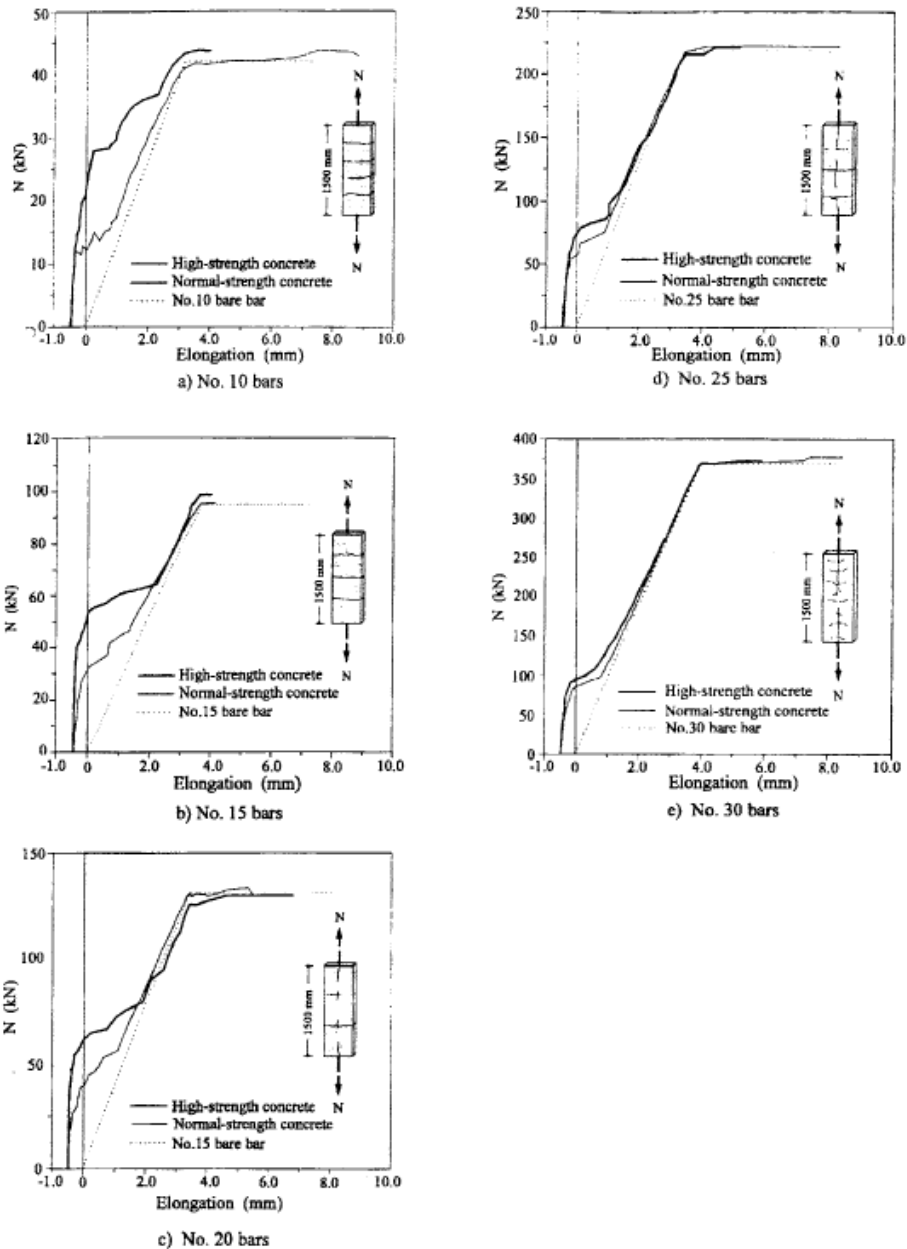 50
40
30
20
10
0
N (kN)
N
1500 mm
N
High-strength concrete
Normal-strength concrete
No.10 bare bar
-1.0 0 2.0 4.0 6.0 8.0 10.0
Elongation (mm)
a) No. 10 bars
120
100
80
60
40
20
0
N (kN)
N
1500 mm
N
High-strength concrete
Normal-strength concrete
No.15 bare bar
-1.0 0 2.0 4.0 6.0 8.0 10.0
Elongation (mm)
b) No. 15 bars
150
100
50
0
N (kN)
N
1500 mm
N
High-strength concrete
Normal-strength concrete
No.15 bare bar
-1.0 0 2.0 4.0 6.0 8.0 10.0
Elongation (mm)
c) No. 20 bars
250
200
150
100
50
0
N (kN)
N
1500 mm
N
High-strength concrete
Normal-strength concrete
No.25 bare bar
-1.0 0 2.0 4.0 6.0 8.0 10.0
Elongation (mm)
d) No. 25 bars
400
350
300
250
200
150
100
50
0
N (kN)
N
1500 mm
N
High-strength concrete
Normal-strength concrete
No.30 bare bar
-1.0 0 2.0 4.0 6.0 8.0 10.0
Elongation (mm)
e) No. 30 bars